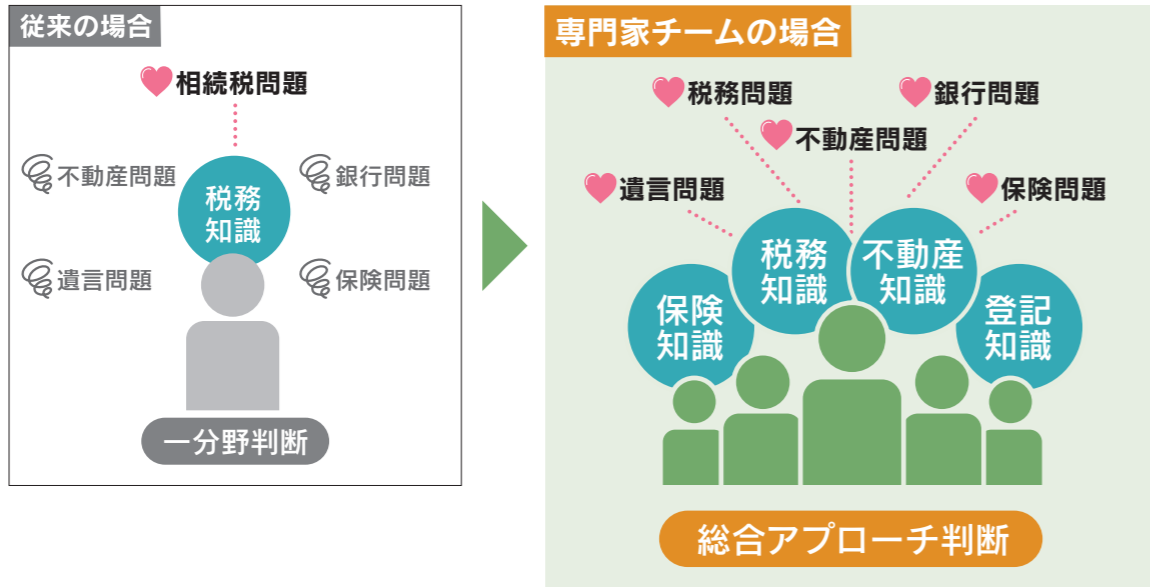 従来の場合
相続税問題
不動産問題
銀行問題
税務
知識
遺言問題
保険問題
一分野判断
専門家チームの場合
税務問題
銀行問題
不動産問題
遺言問題
保険問題
税務
知識
不動産
知識
保険
知識
登記
知識
総合アプローチ判断